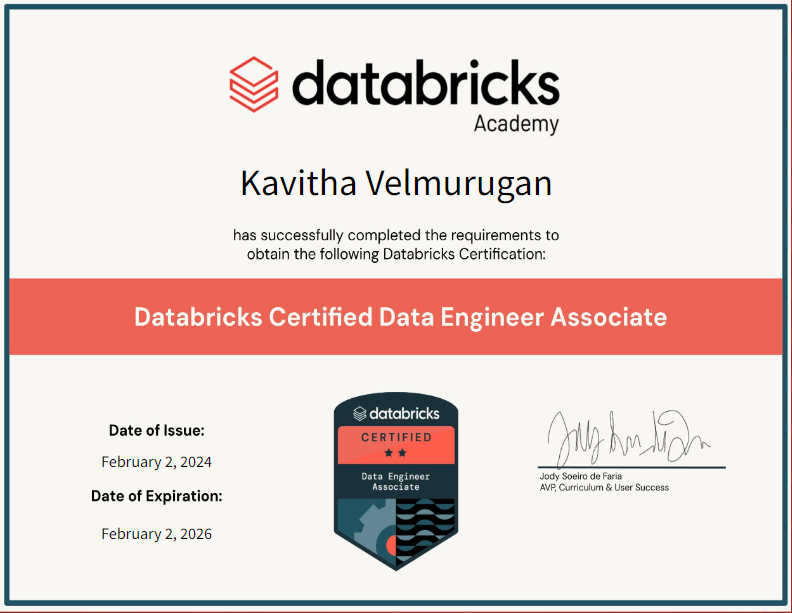 databricks
Academy
Kavitha Velmurugan
has successfully completed the requirements to
obtain the following Databricks Certification:
Databricks Certified Data Engineer Associate
Date of Issue:
February 2, 2024
Date of Expiration:
February 2, 2026
databricks
CERTIFIED
Data Engineer
Associate
Jody Soeiro de Faria
AVP, Curriculum & User Success